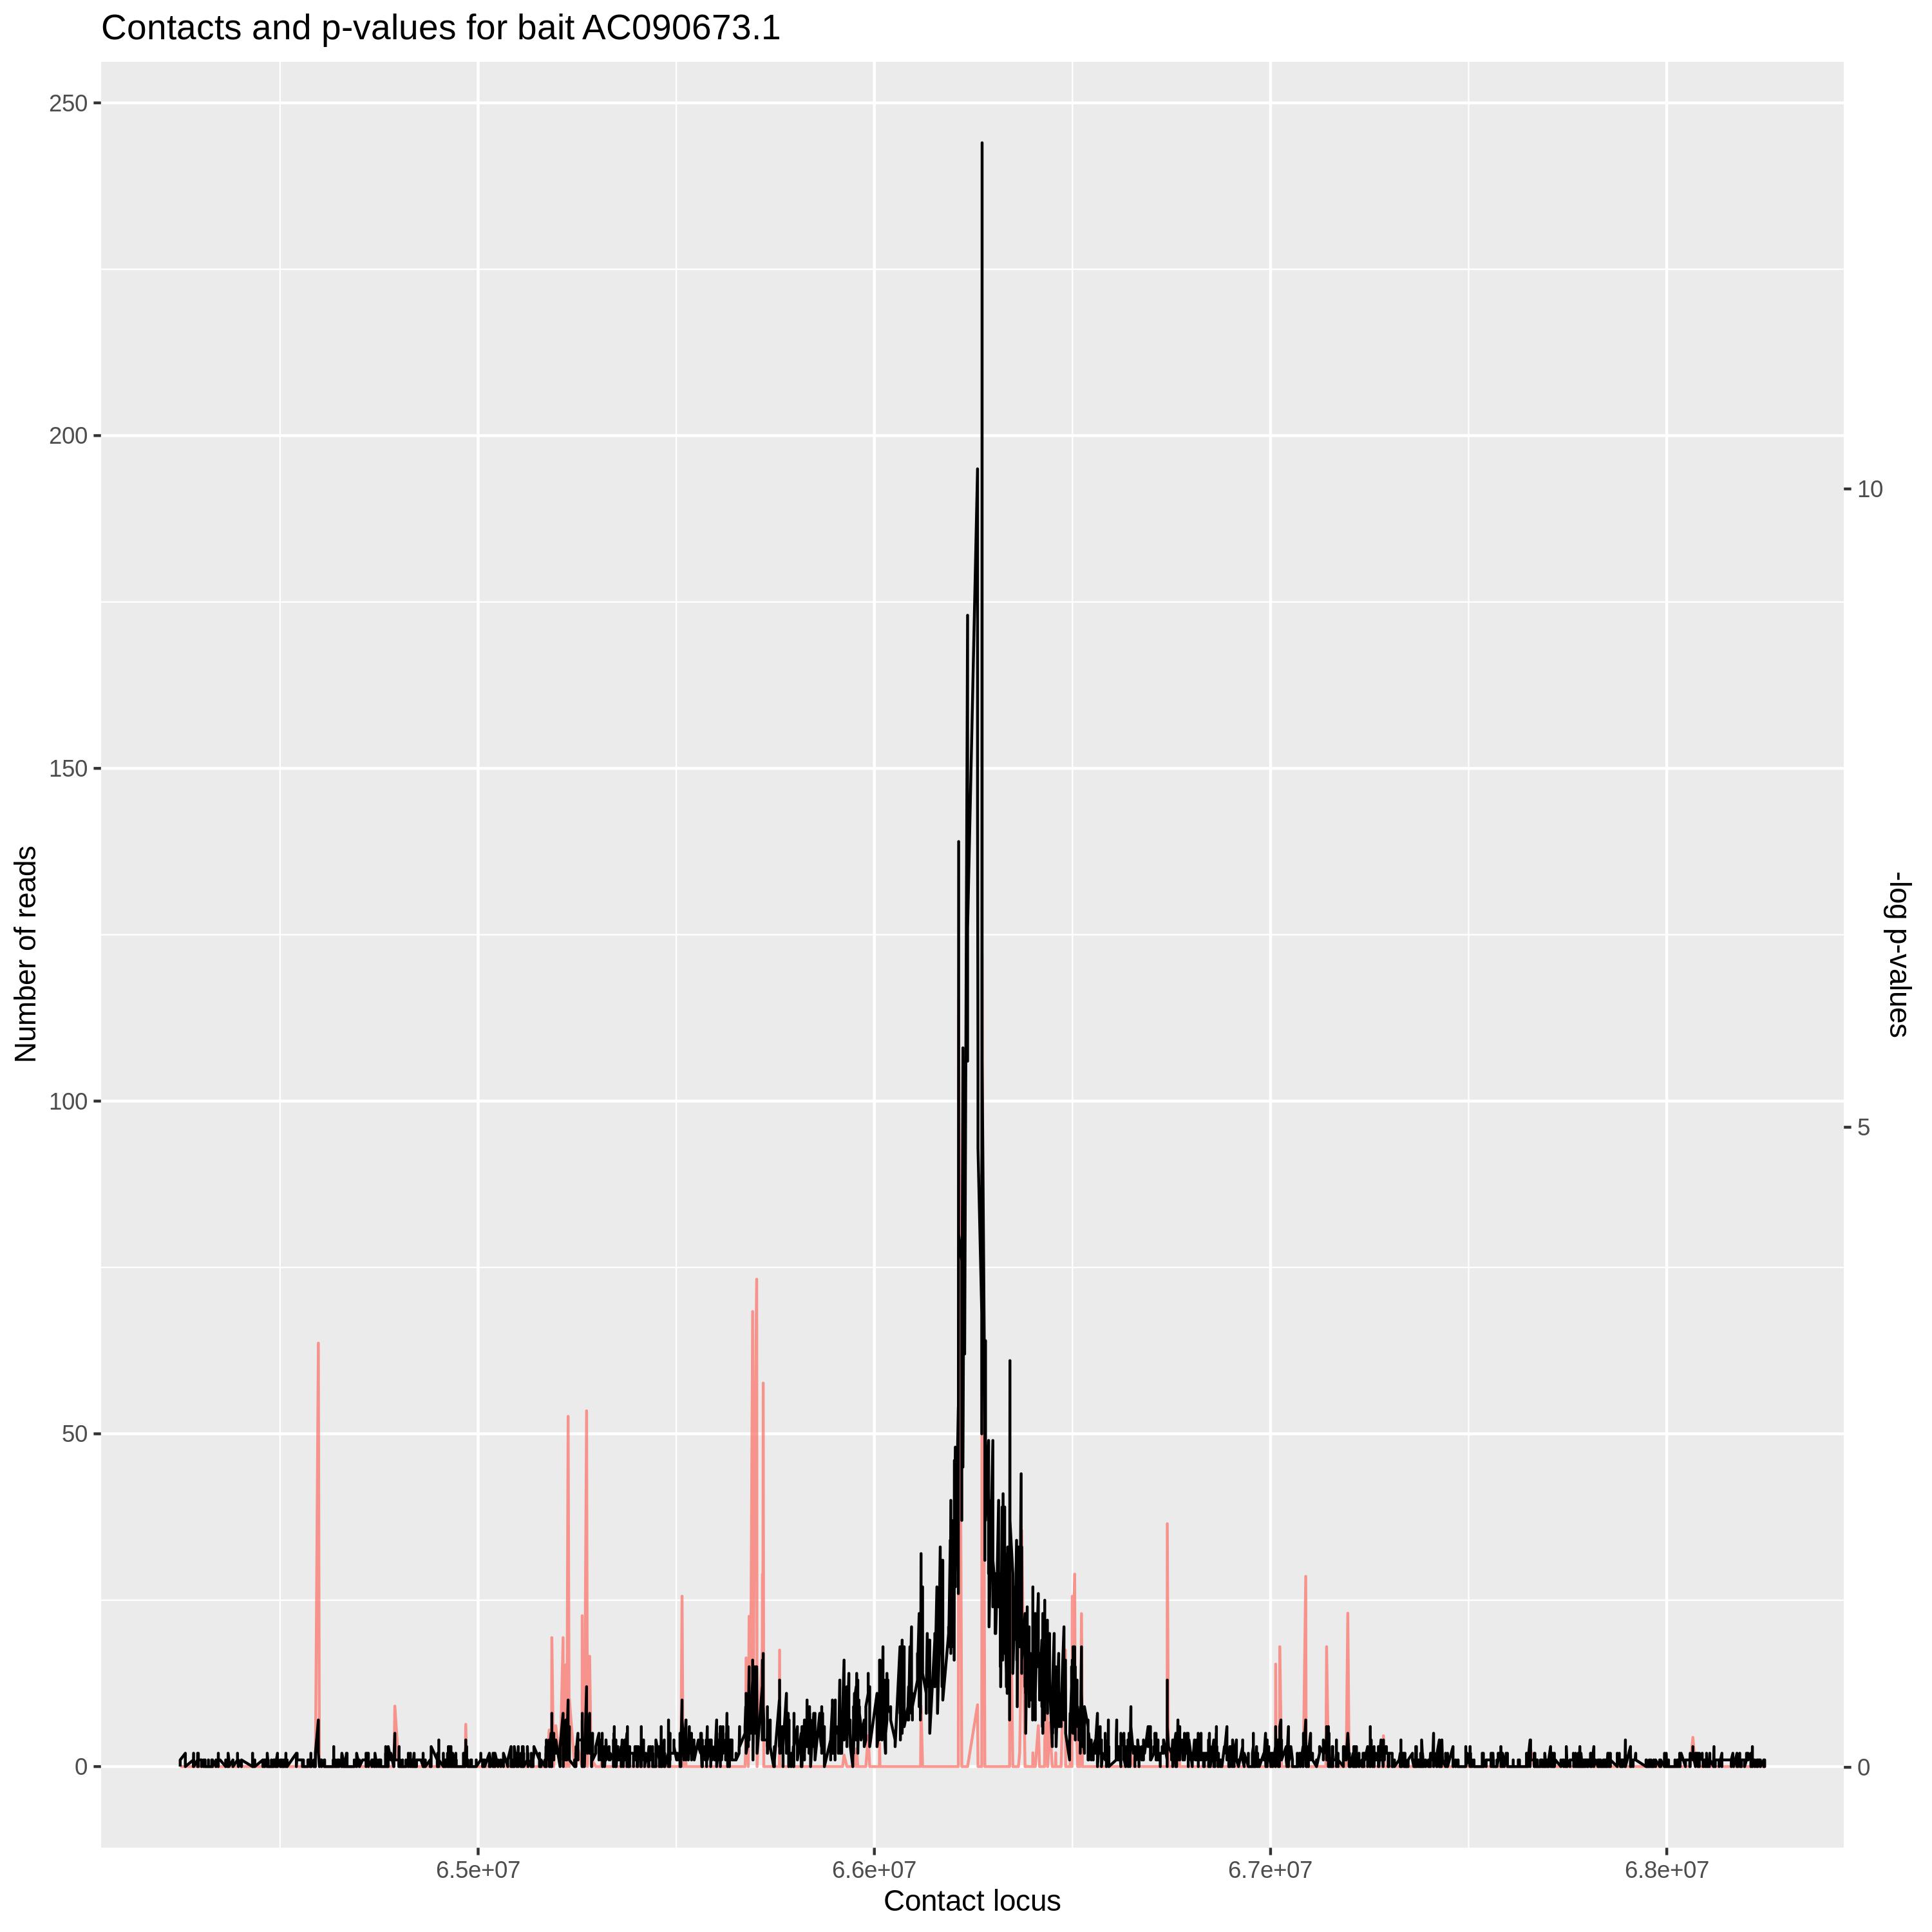 Contacts and p-values for bait AC090673.1
250
200
150
100
50
0
Number of reads
10
5
0
-log p-values
6.5e+07
6.6e+07
6.7e+07
6.8e+07
Contact locus